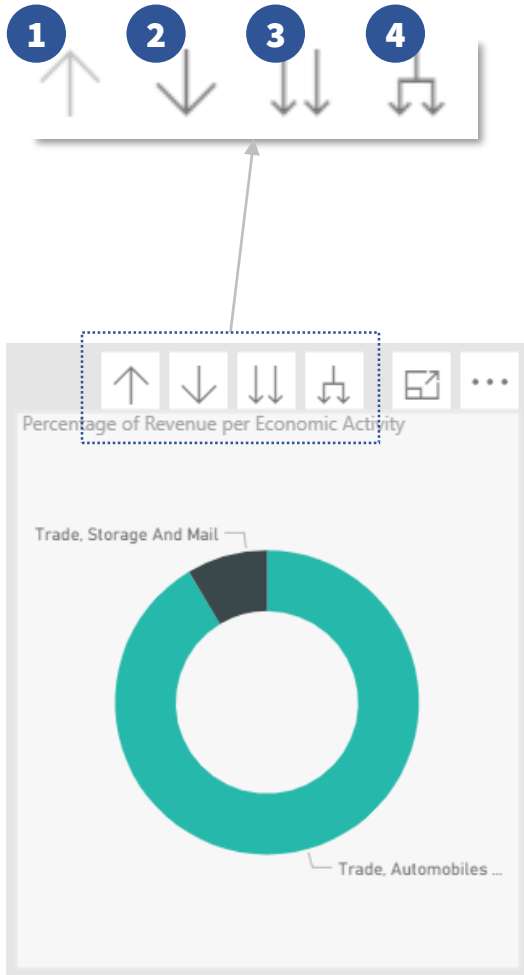 1 2 3 4
Percentage of Revenue per Economic Activity
Trade, Storage And Mail
Trade, Automobiles ...